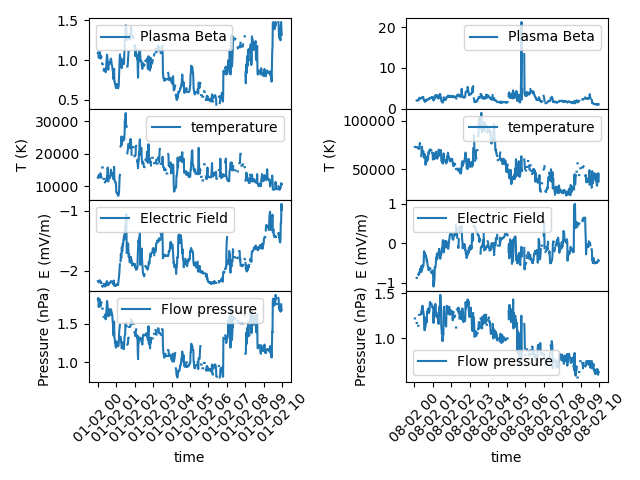 1.5
1.0
0.5
Plasma Beta
30000
20000
10000
T (K)
temperature
−1
−2
E (mV/m)
Electric Field
1.5
1.0
Pressure (nPa)
Flow pressure
01-02 00
01-02 01
01-02 02
01-02 03
01-02 04
01-02 05
01-02 06
01-02 07
01-02 08
01-02 09
01-02 10
time
20
10
0
Plasma Beta
100000
50000
T (K)
temperature
1
0
−1
E (mV/m)
Electric Field
1.5
1.0
Pressure (nPa)
Flow pressure
08-02 00
08-02 01
08-02 02
08-02 03
08-02 04
08-02 05
08-02 06
08-02 07
08-02 08
08-02 09
08-02 10
time